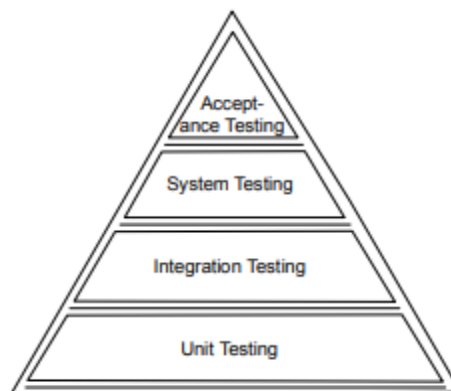 Accept-
ance Testing
System Testing
Integration Testing
Unit Testing